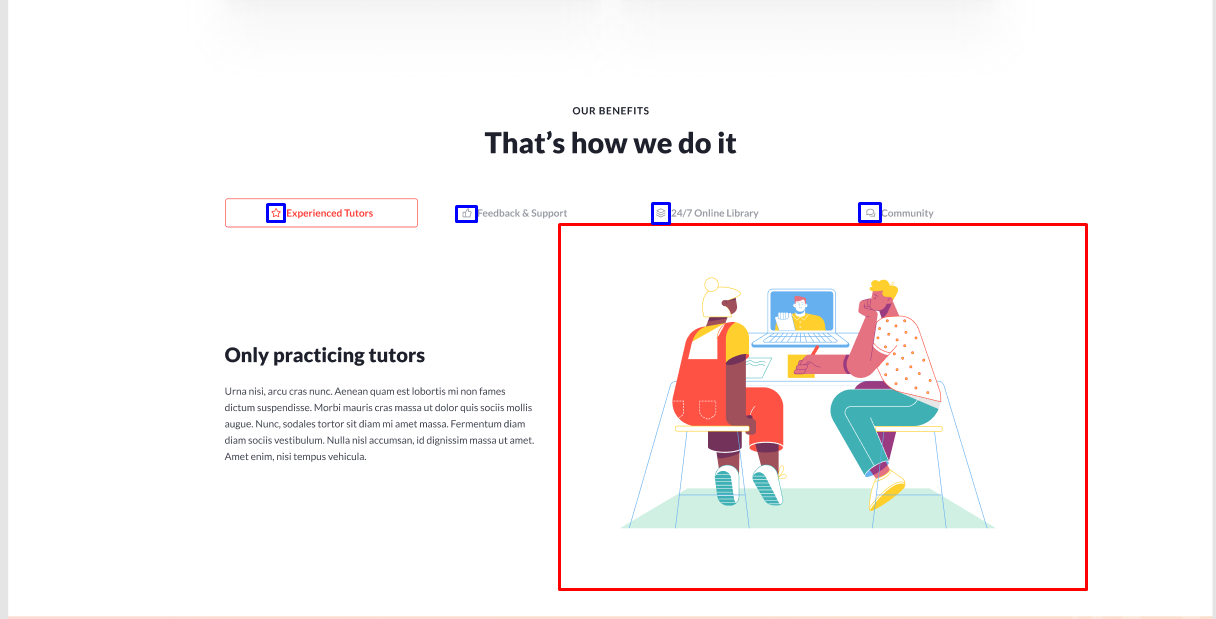 OUR BENEFITS
That's how we do it
Experienced Tutors
Feedback & Support
24/7 Online Library
Community
Only practicing tutors
Urna nisi, arcu cras nunc. Aenean quam est lobortis mi non fames
dictum suspendisse. Morbi mauris cras massa ut dolor quis sociis mollis
augue. Nunc, sodales tortor sit diam mi amet massa. Fermentum diam
diam sociis vestibulum. Nulla nisl accumsan, id dignissim massa ut amet.
Amet enim, nisi tempus vehicula.